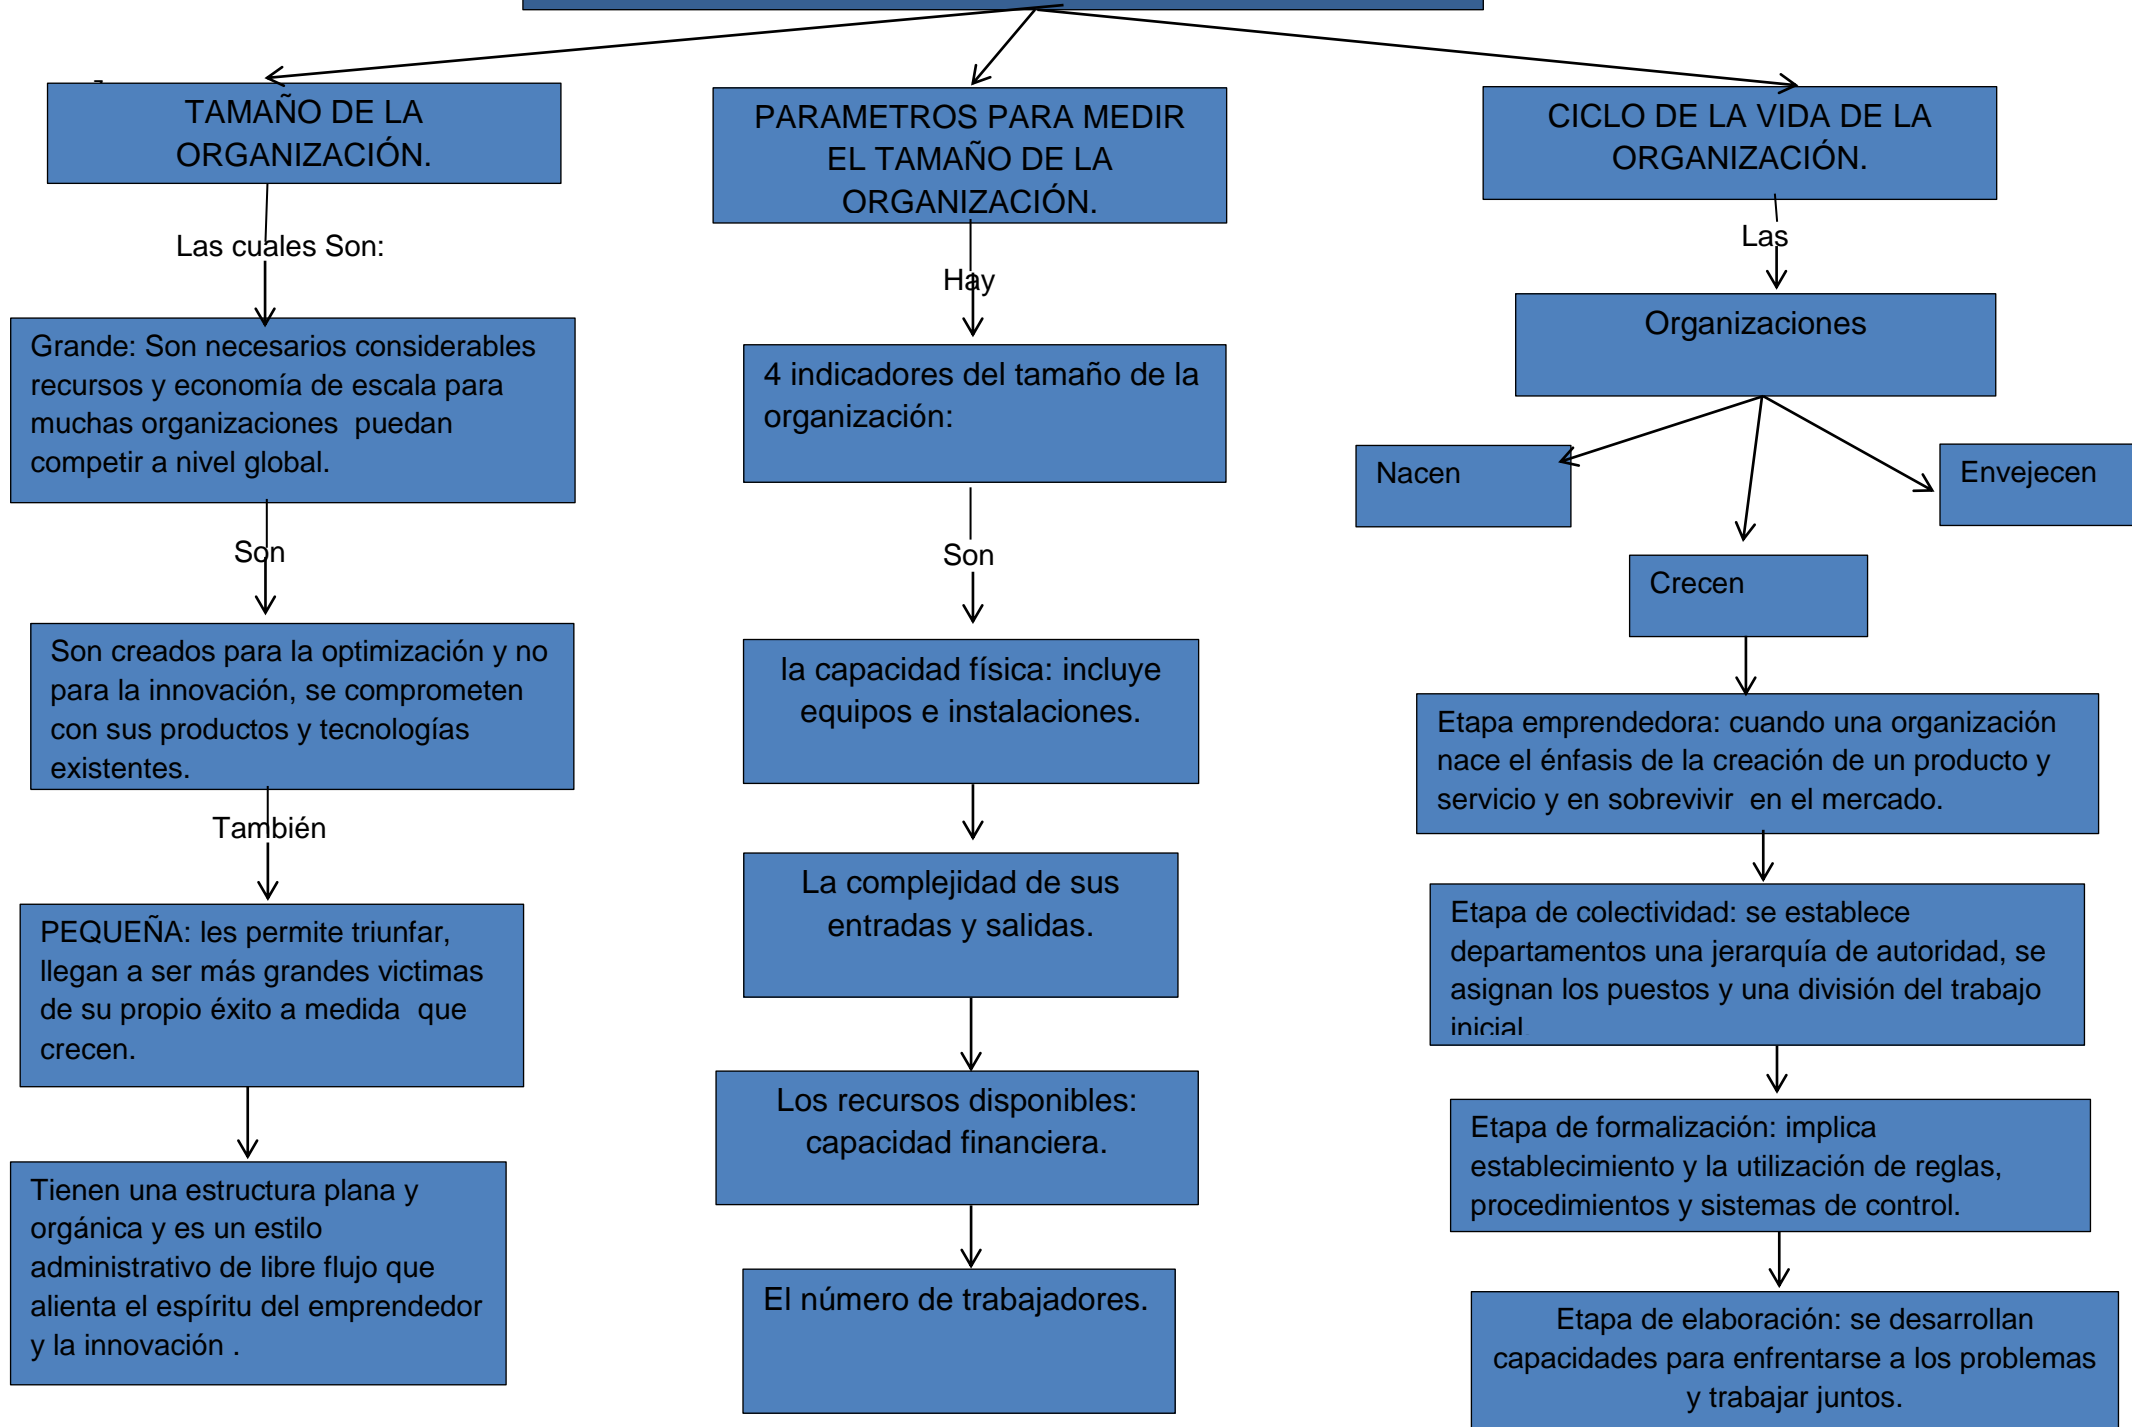 TAMAÑO DE LA
ORGANIZACIÓN.
Las cuales Son:
Grande: Son necesarios considerables
recursos y economía de escala para
muchas organizaciones  puedan
competir a nivel global.
Son
Son creados para la optimización y no
para la innovación, se comprometen
con sus productos y tecnologías
existentes.
También
PEQUEÑA: les permite triunfar,
llegan a ser más grandes victimas
de su propio éxito a medida  que
crecen.
Tienen una estructura plana y
orgánica y es un estilo
administrativo de libre flujo que
alienta el espíritu del emprendedor
y la innovación .
PARAMETROS PARA MEDIR
EL TAMAÑO DE LA
ORGANIZACIÓN.
Hay
4 indicadores del tamaño de la
organización:
Son
la capacidad física: incluye
equipos e instalaciones.
La complejidad de sus
entradas y salidas.
Los recursos disponibles:
capacidad financiera.
El número de trabajadores.
CICLO DE LA VIDA DE LA
ORGANIZACIÓN.
Las
Organizaciones
Nacen
Envejecen
Crecen
Etapa emprendedora: cuando una organización
nace el énfasis de la creación de un producto y
servicio y en sobrevivir  en el mercado.
Etapa de colectividad: se establece
departamentos una jerarquía de autoridad, se
asignan los puestos y una división del trabajo
inicial.
Etapa de formalización: implica
establecimiento y la utilización de reglas,
procedimientos y sistemas de control.
Etapa de elaboración: se desarrollan
capacidades para enfrentarse a los problemas
y trabajar juntos.